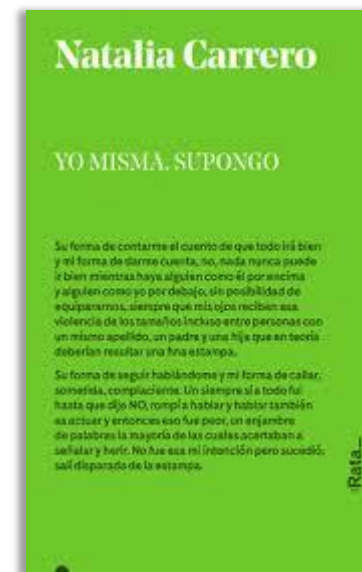 Natalia Carrero
YO MISMA, SUPONGO
Su forma de contarme el cuento de que todo irá bien
y mi forma de darme cuenta, no, nada nunca puede
ir bien mientras haya alguien como él por encima
y alguien como yo por debajo, sin posibilidad de
equipararnos, siempre que mis ojos reciban esa
violencia de los tamaños incluso entre personas con
un mismo apellido, un padre y una hija que en teoría
deberían resultar una fina estampa.
Su forma de seguir hablándome y mi forma de callar,
sometida, complaciente. Un siempre sí a todo fui
hasta que dije NO, rompí a hablar y hablar también
es actuar y entonces eso fue peor, un enjambre
de palabras la mayoría de las cuales acertaban a
señalar y herir. No fue esa mi intención pero sucedió:
salí disparada de la estampa.
:Rata_